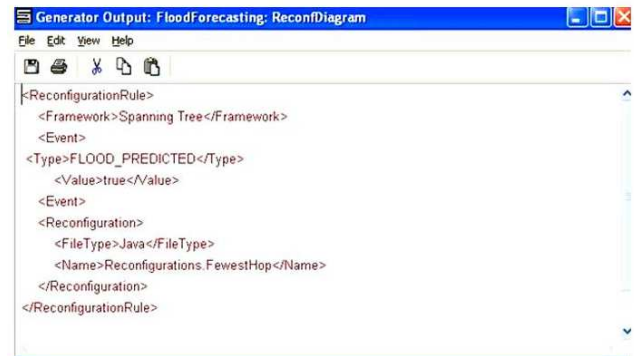 Generator Output: FloodForecasting: ReconfDiagram
File Edit View Help
<ReconfigurationRule>
<Framework>Spanning Tree</Framework>
<Event>
<Type>FLOOD_PREDICTED</Type>
<Value>true</Value>
<Event>
<Reconfiguration>
<FileType>Java</FileType>
<Name>Reconfigurations.FewestHop</Name>
</Reconfiguration>
</ReconfigurationRule>